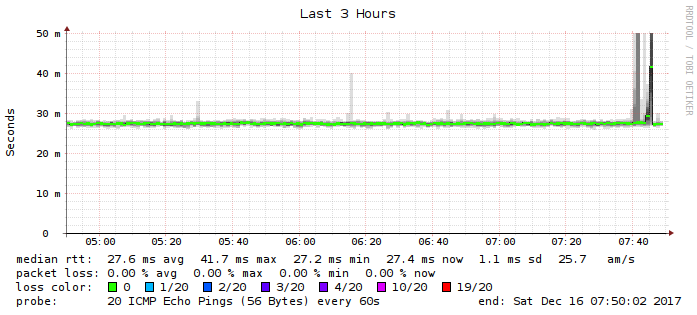 Last 3 Hours
RRDTOOL / TOBI OETIKER
Seconds
50 m
40 m
30 m
20 m
10 m
0
05:00 05:20 05:40 06:00 06:20 06:40 07:00 07:20 07:40
median rtt: 27.6 ms avg 41.7 ms max 27.2 ms min 27.4 ms now 1.1 ms sd 25.7 am/s
packet loss: 0.00 % avg 0.00 % max 0.00 % min 0.00 % now
loss color: 0 1/20 2/20 3/20 4/20 10/20 19/20
probe: 20 ICMP Echo Pings (56 Bytes) every 60s end: Sat Dec 16 07:50:02 2017